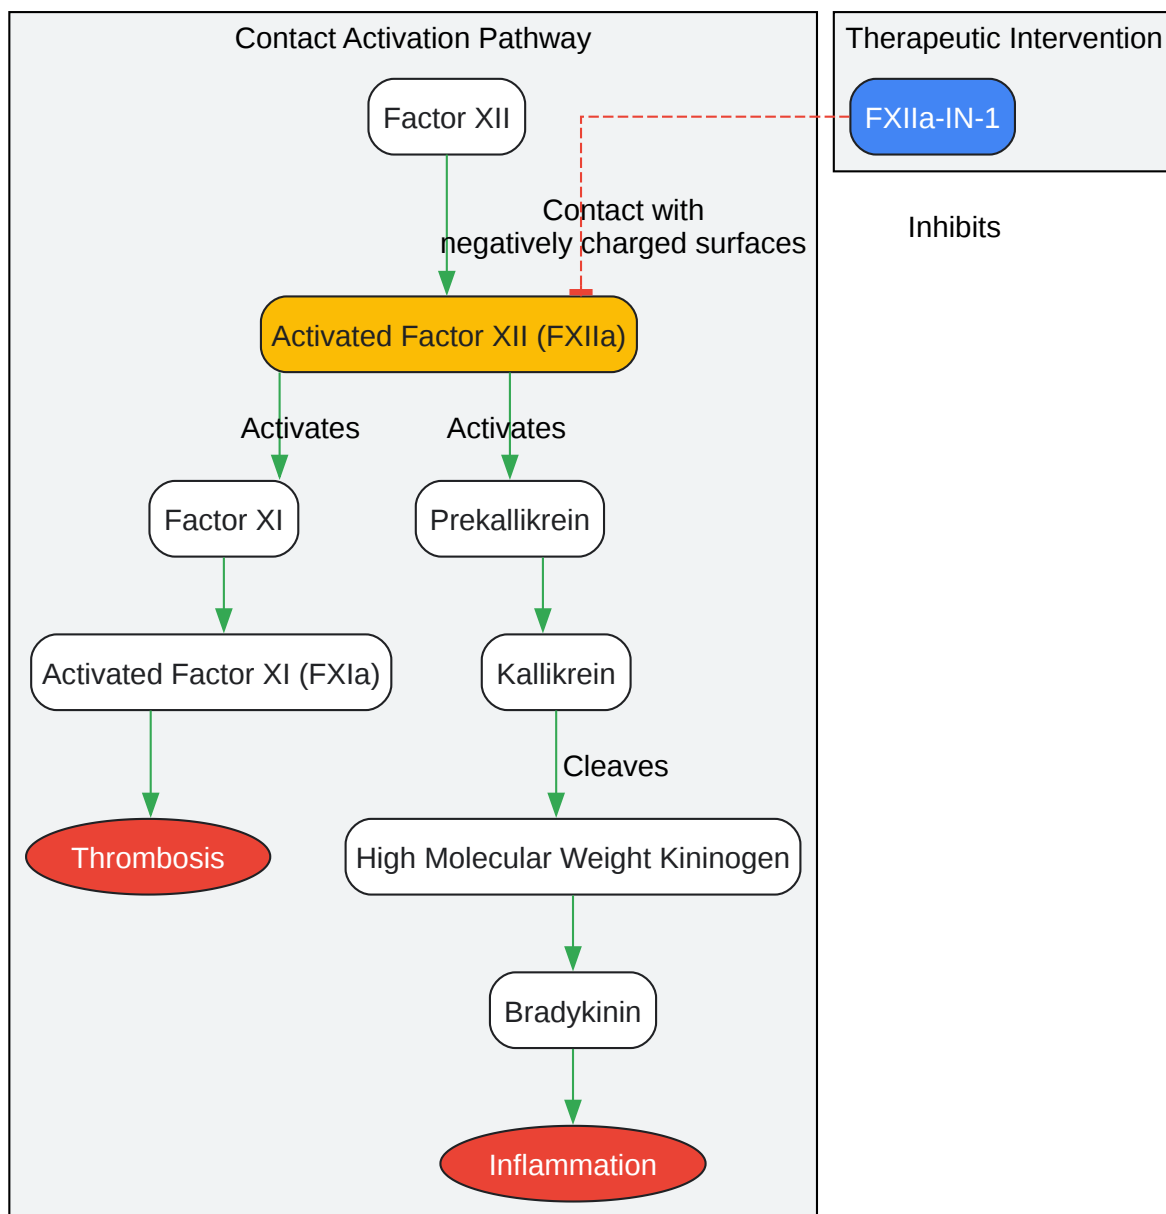 Contact Activation Pathway
Therapeutic Intervention
Factor XII
FXIIa-IN-1
Contact with
negatively charged surfaces
Inhibits
Activated Factor XII (FXIIa)
Activates
Activates
Factor XI
Prekallikrein
Activated Factor XI (FXIa)
Kallikrein
Cleaves
Thrombosis
High Molecular Weight Kininogen
Bradykinin
Inflammation